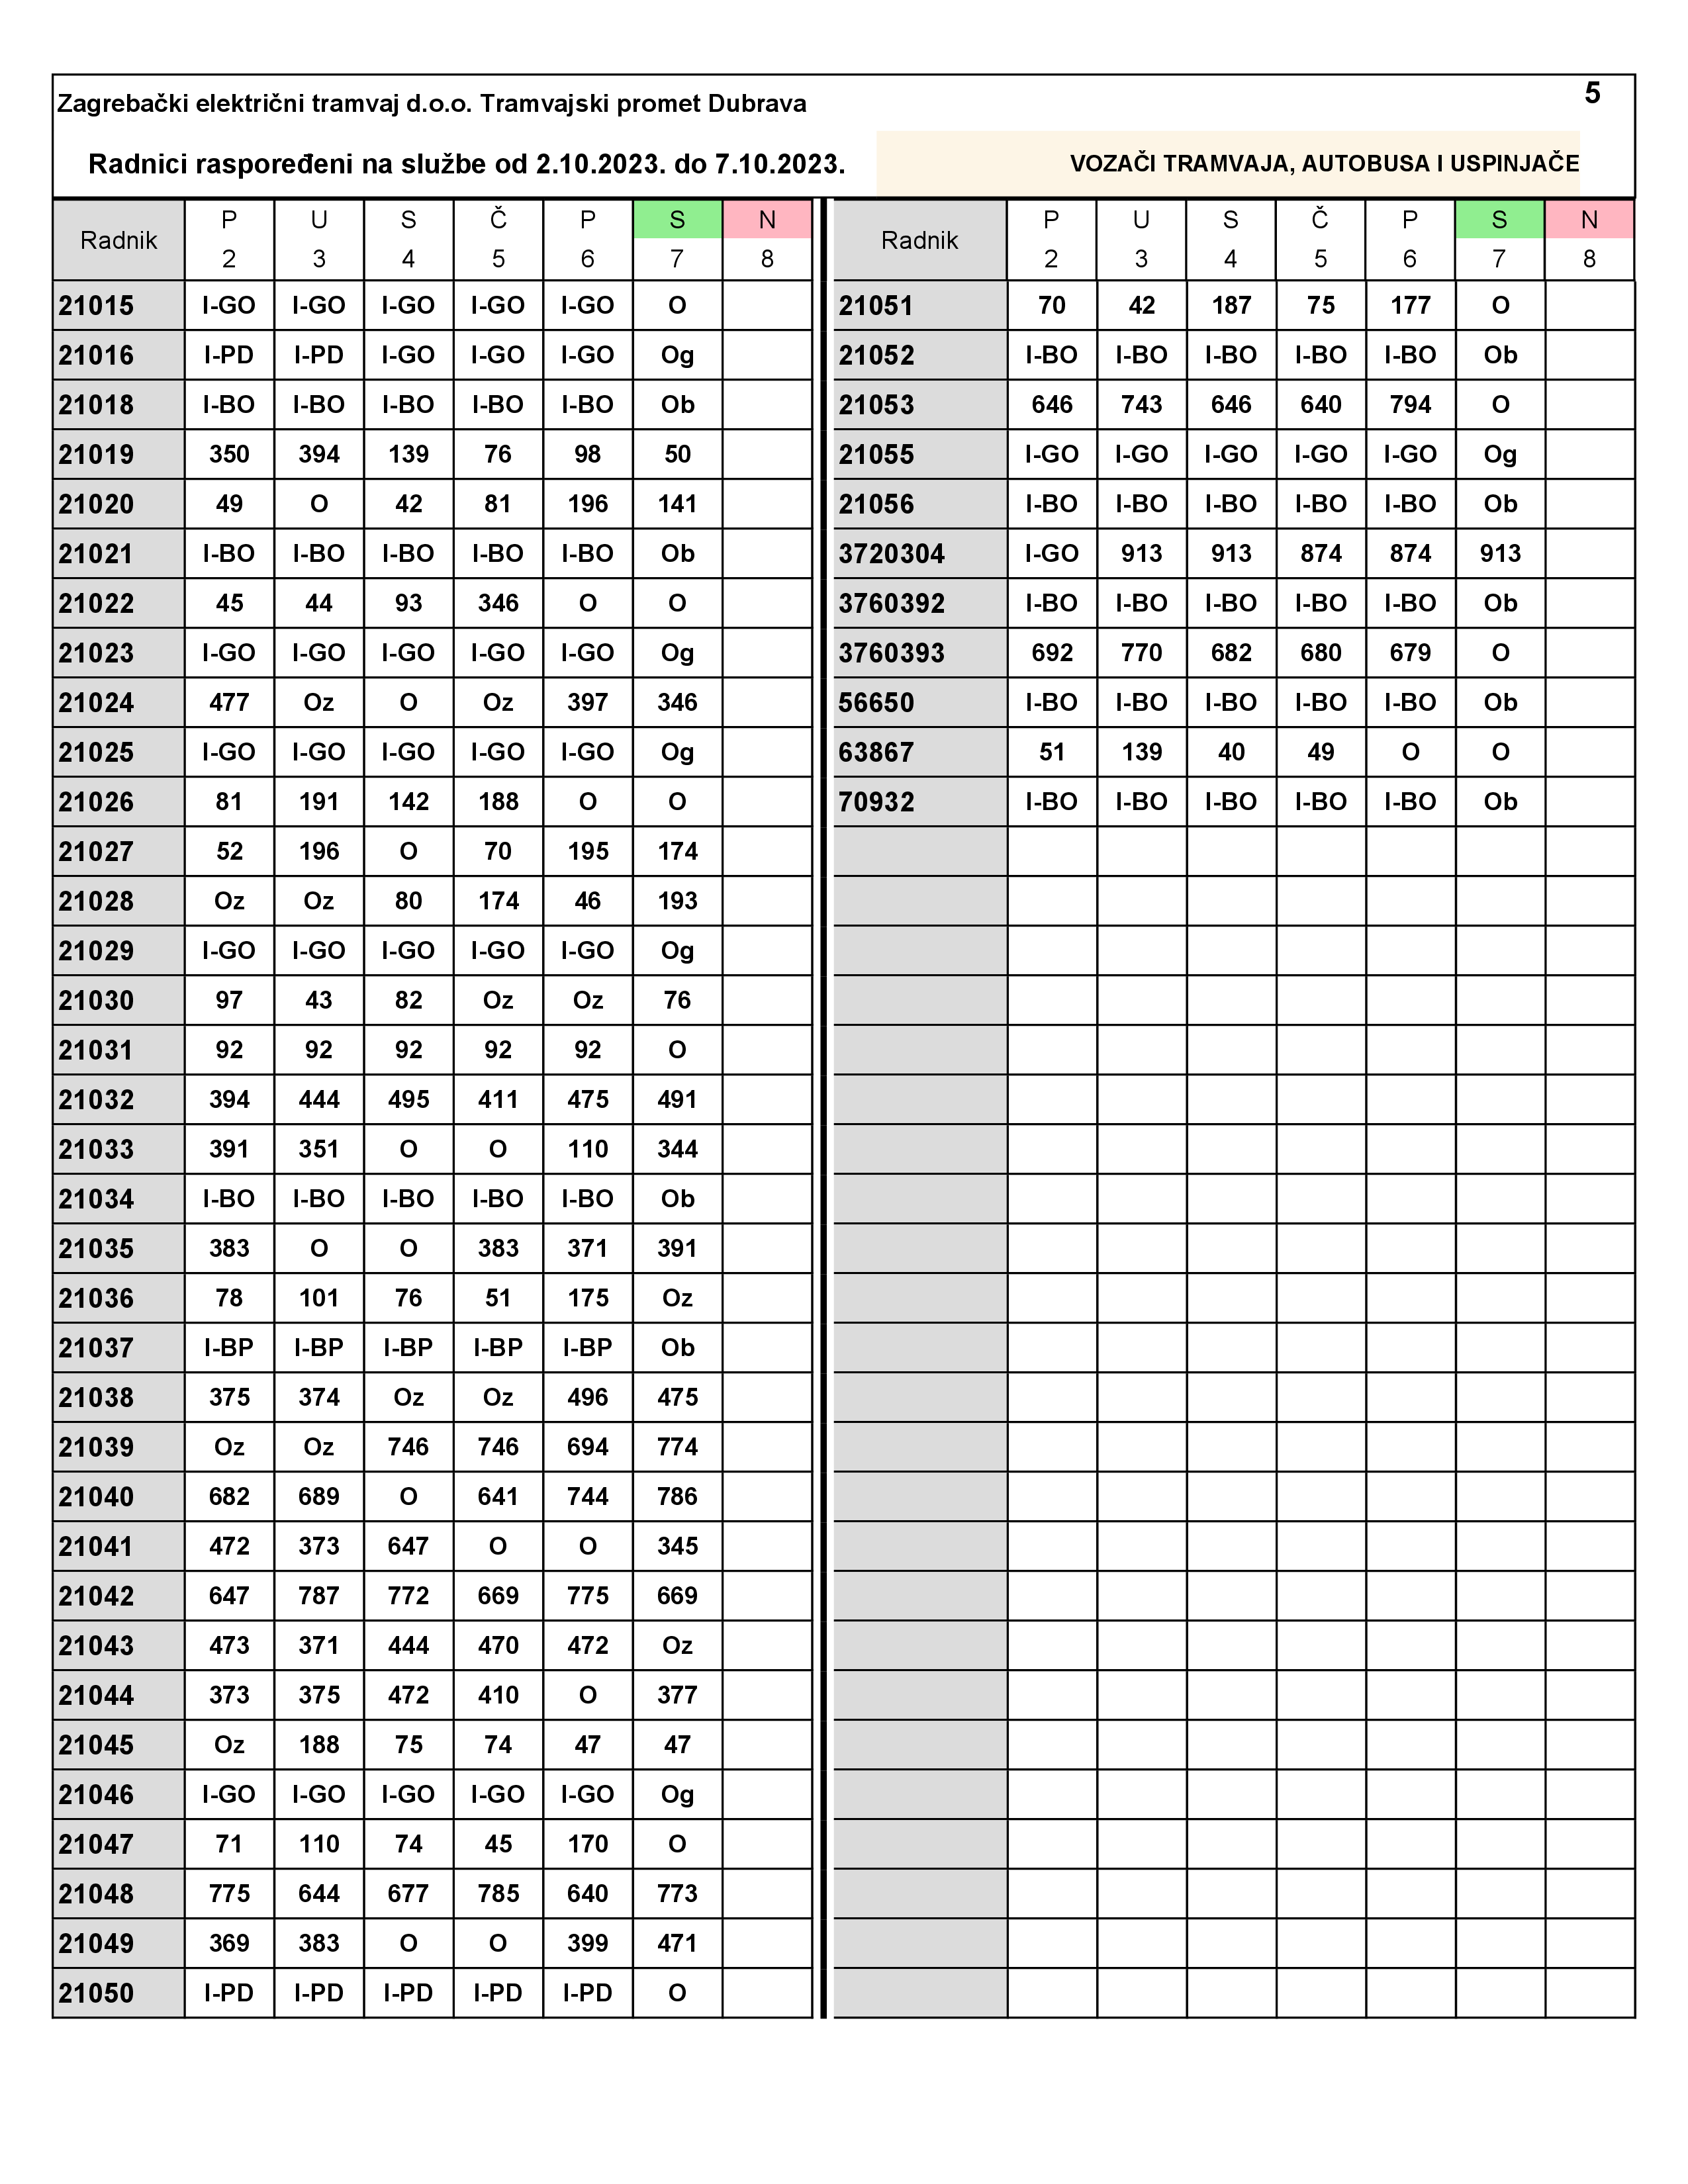 5
Zagrebački električni tramvaj d.o.o. Tramvajski promet Dubrava
Radnici raspoređeni na službe od 2.10.2023. do 7.10.2023. VOZAČI TRAMVAJA, AUTOBUSA I USPINJAČE
Radnik P U S Č P S N
2 3 4 5 6 7 8
21015 I-GO I-GO I-GO I-GO I-GO O
21016 I-PD I-PD I-GO I-GO I-GO Og
21018 I-BO I-BO I-BO I-BO I-BO Ob
21019 350 394 139 76 98 50
21020 49 O 42 81 196 141
21021 I-BO I-BO I-BO I-BO I-BO Ob
21022 45 44 93 346 O O
21023 I-GO I-GO I-GO I-GO I-GO Og
21024 477 Oz O Oz 397 346
21025 I-GO I-GO I-GO I-GO I-GO Og
21026 81 191 142 188 O O
21027 52 196 O 70 195 174
21028 Oz Oz 80 174 46 193
21029 I-GO I-GO I-GO I-GO I-GO Og
21030 97 43 82 Oz Oz 76
21031 92 92 92 92 92 O
21032 394 444 495 411 475 491
21033 391 351 O O 110 344
21034 I-BO I-BO I-BO I-BO I-BO Ob
21035 383 O O 383 371 391
21036 78 101 76 51 175 Oz
21037 I-BP I-BP I-BP I-BP I-BP Ob
21038 375 374 Oz Oz 496 475
21039 Oz Oz 746 746 694 774
21040 682 689 O 641 744 786
21041 472 373 647 O O 345
21042 647 787 772 669 775 669
21043 473 371 444 470 472 Oz
21044 373 375 472 410 O 377
21045 Oz 188 75 74 47 47
21046 I-GO I-GO I-GO I-GO I-GO Og
21047 71 110 74 45 170 O
21048 775 644 677 785 640 773
21049 369 383 O O 399 471
21050 I-PD I-PD I-PD I-PD I-PD O
Radnik P U S Č P S N
2 3 4 5 6 7 8
21051 70 42 187 75 177 O
21052 I-BO I-BO I-BO I-BO I-BO Ob
21053 646 743 646 640 794 O
21055 I-GO I-GO I-GO I-GO I-GO Og
21056 I-BO I-BO I-BO I-BO I-BO Ob
3720304 I-GO 913 913 874 874 913
3760392 I-BO I-BO I-BO I-BO I-BO Ob
3760393 692 770 682 680 679 O
56650 I-BO I-BO I-BO I-BO I-BO Ob
63867 51 139 40 49 O O
70932 I-BO I-BO I-BO I-BO I-BO Ob